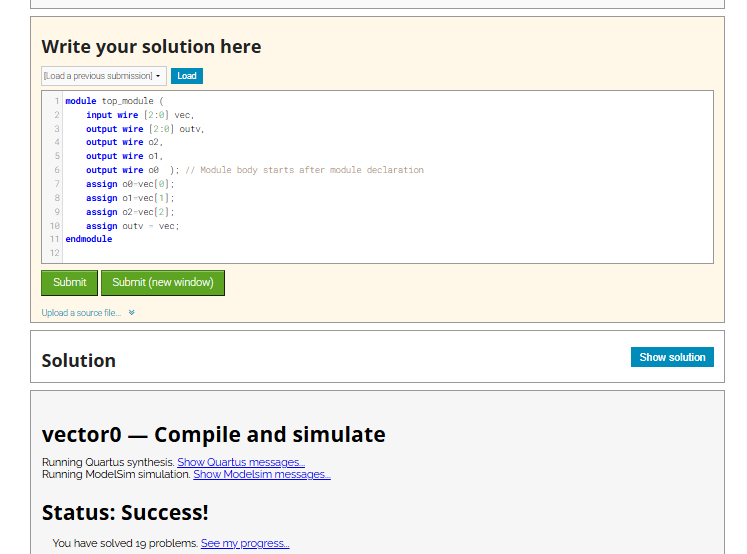 Write your solution here
[Load a previous submission]
Load
1 module top_module (
2 input wire [2:0] vec,
3 output wire [2:0] outv,
4 output wire o2,
5 output wire o1,
6 output wire o0 ); // Module body starts after module declaration
7 assign o0=vec[0];
8 assign o1=vec[1];
9 assign o2=vec[2];
10 assign outv = vec;
11 endmodule
12
Submit Submit (new window)
Upload a source file...
Solution
Show solution
vector0 — Compile and simulate
Running Quartus synthesis. Show Quartus messages...
Running ModelSim simulation. Show Modelsim messages...
Status: Success!
You have solved 19 problems. See my progress...